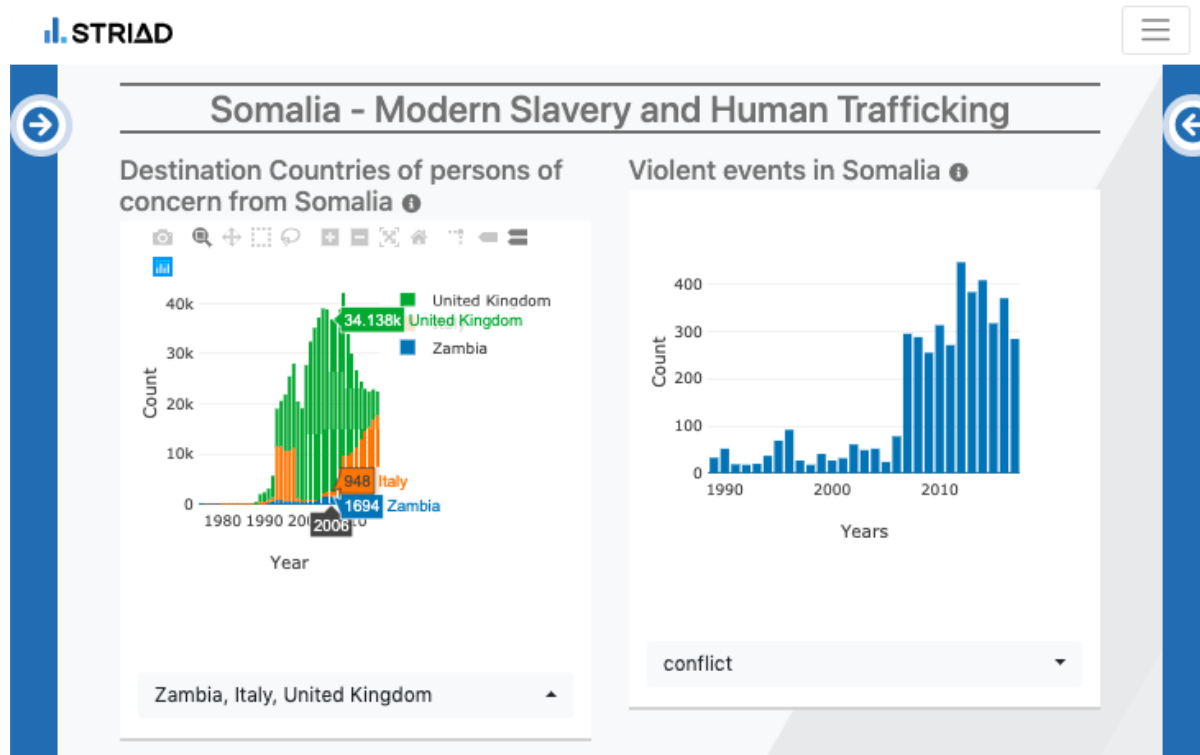 STRIAD
Somalia - Modern Slavery and Human Trafficking
Destination Countries of persons of
concern from Somalia
40k
30k
20k
10k
0
Count
1980 1990
2006
Year
United Kingdom
34.138k United Kingdom
Zambia
948 Italy
1694 Zambia
Zambia, Italy, United Kingdom
Violent events in Somalia
400
300
200
100
0
Count
1990 2000 2010
Years
conflict